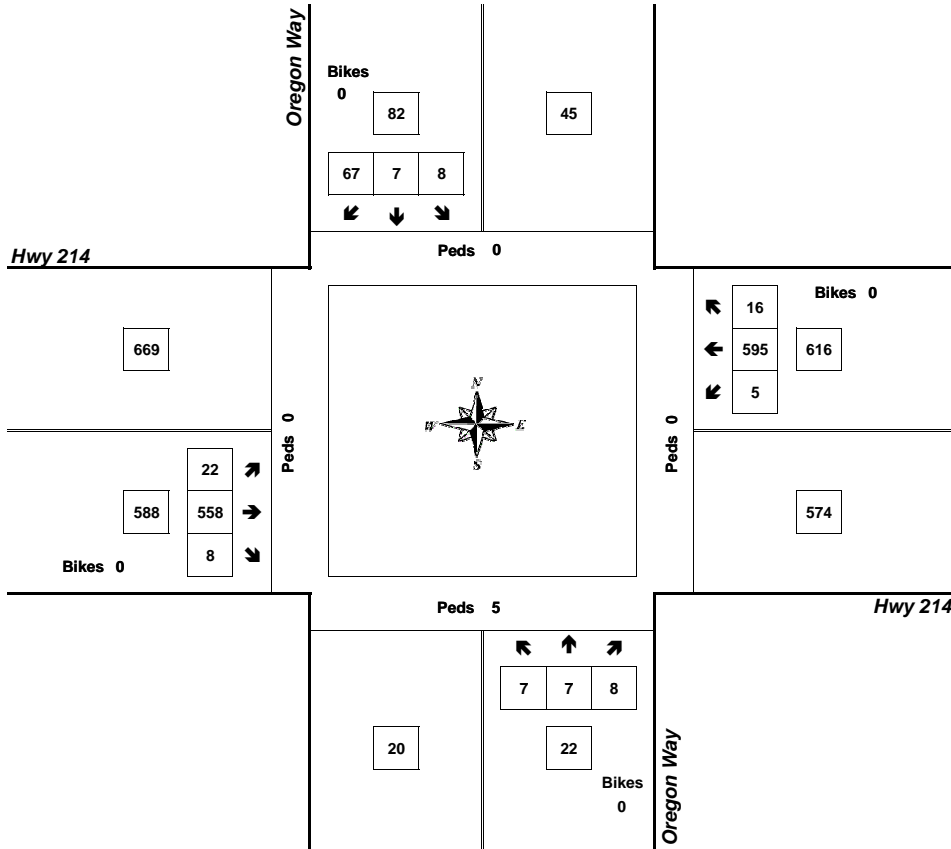 Oregon Way
Bikes
0
82
45
67 7 8
Peds 0
Hwy 214
16
Bikes 0
669
595 616
5
N
W E
S
Peds 0
Peds 0
22
588 558
8
Bikes 0
574
Peds 5
Hwy 214
7 7 8
20
22
Bikes
0
Oregon Way